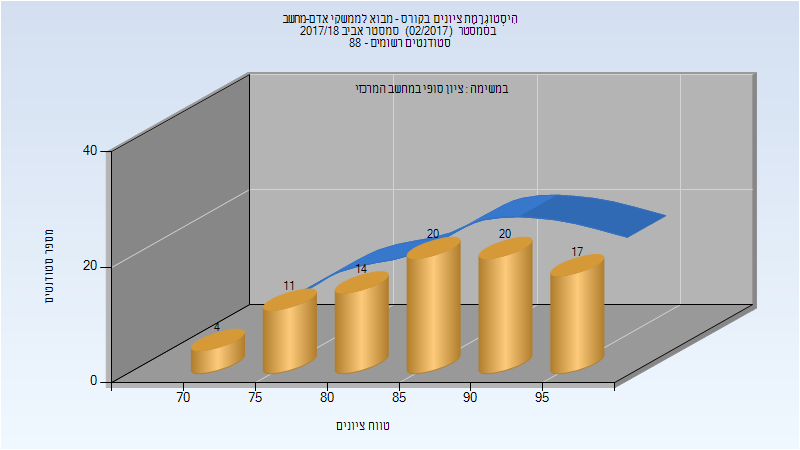 היסטוגרמת ציונים בקורס - מבוא לממשקי אדם-מחשב
בסמסטר (02/2017) סמסטר אביב 2017/18
סטודנטים רשומים - 88
במשימה : ציון סופי במחשב המרכזי
40
20
0
מספר סטודנטים
4
11
14
20
20
17
70 75 80 85 90 95
טווח ציונים